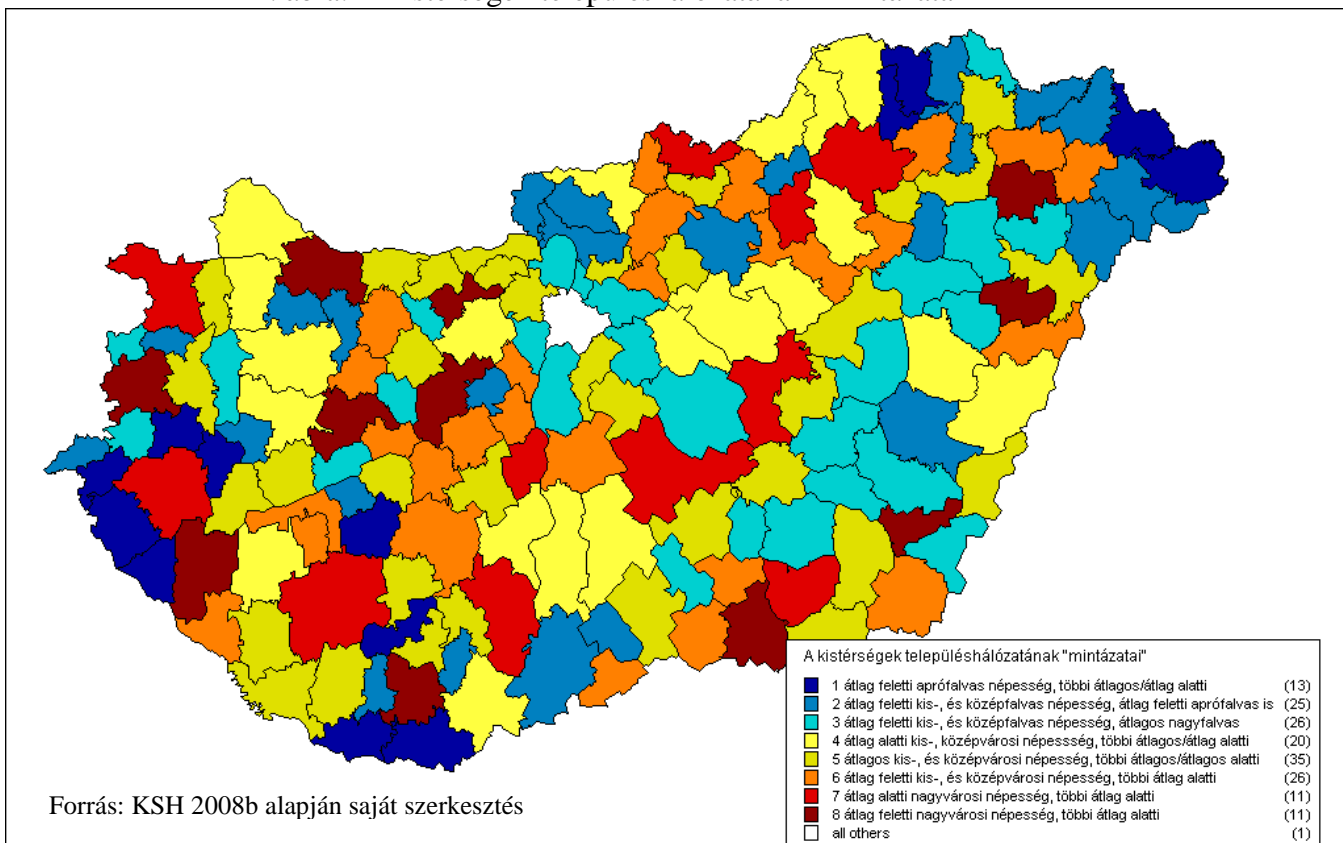 A kistérségek településhálózatának "mintázatai"
1 átlag feletti aprófalvas népesség, többi átlagos/átlag alatti (13)
2 átlag feletti kis-, és középfalvas népesség, átlag feletti aprófalvas is (25)
3 átlag feletti kis-, és középfalvas népesség, átlagos nagyfalvas (26)
4 átlag alatti kis-, középvárosi népessség, többi átlagos/átlag alatti (20)
5 átlagos kis-, és középvárosi népesség, többi átlagos/átlagos alatti (35)
6 átlag feletti kis-, és középvárosi népesség, többi átlag alatti (26)
7 átlag alatti nagyvárosi népesség, többi átlag alatti (11)
8 átlag feletti nagyvárosi népesség, többi átlag alatti (11)
all others (1)
Forrás: KSH 2008b alapján saját szerkesztés